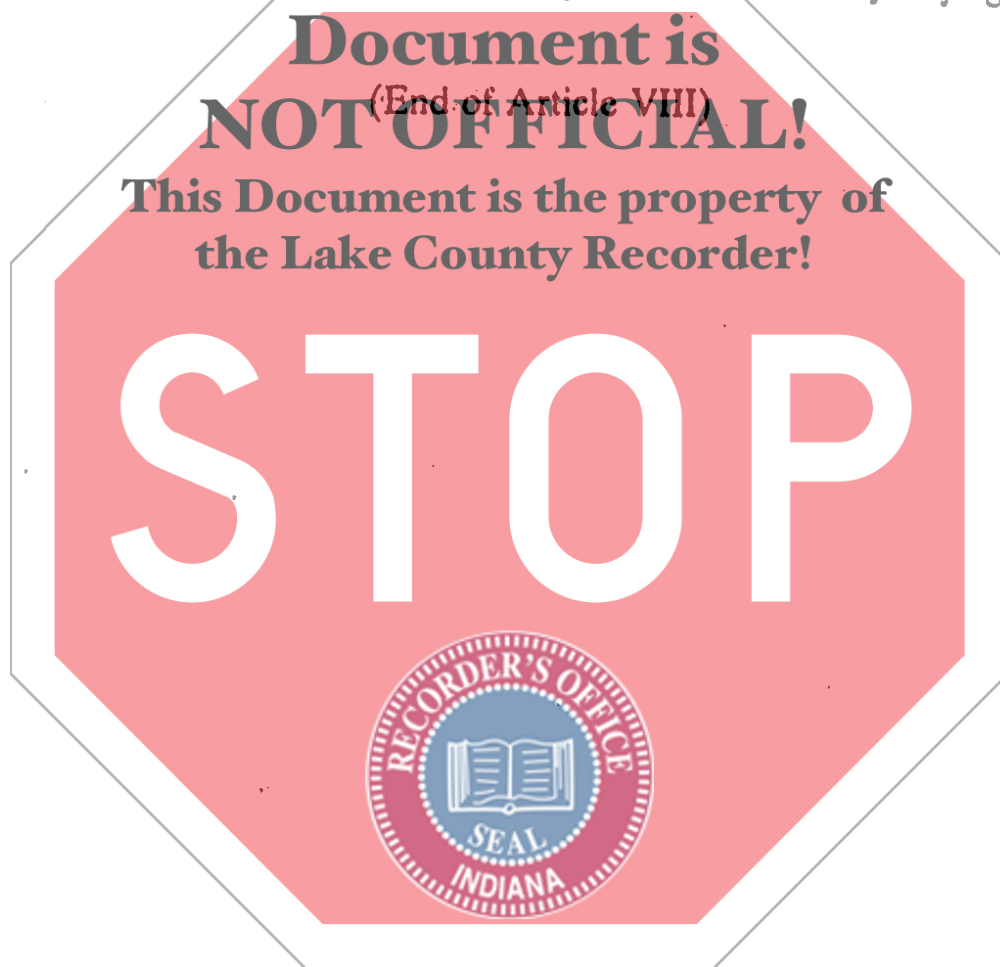 Document is
(End of Article VIII)
NOT OFFICIAL!
This Document is the property of
the Lake County Recorder!
STOP
RECORDER'S OFFICE
SEAL
INDIANA